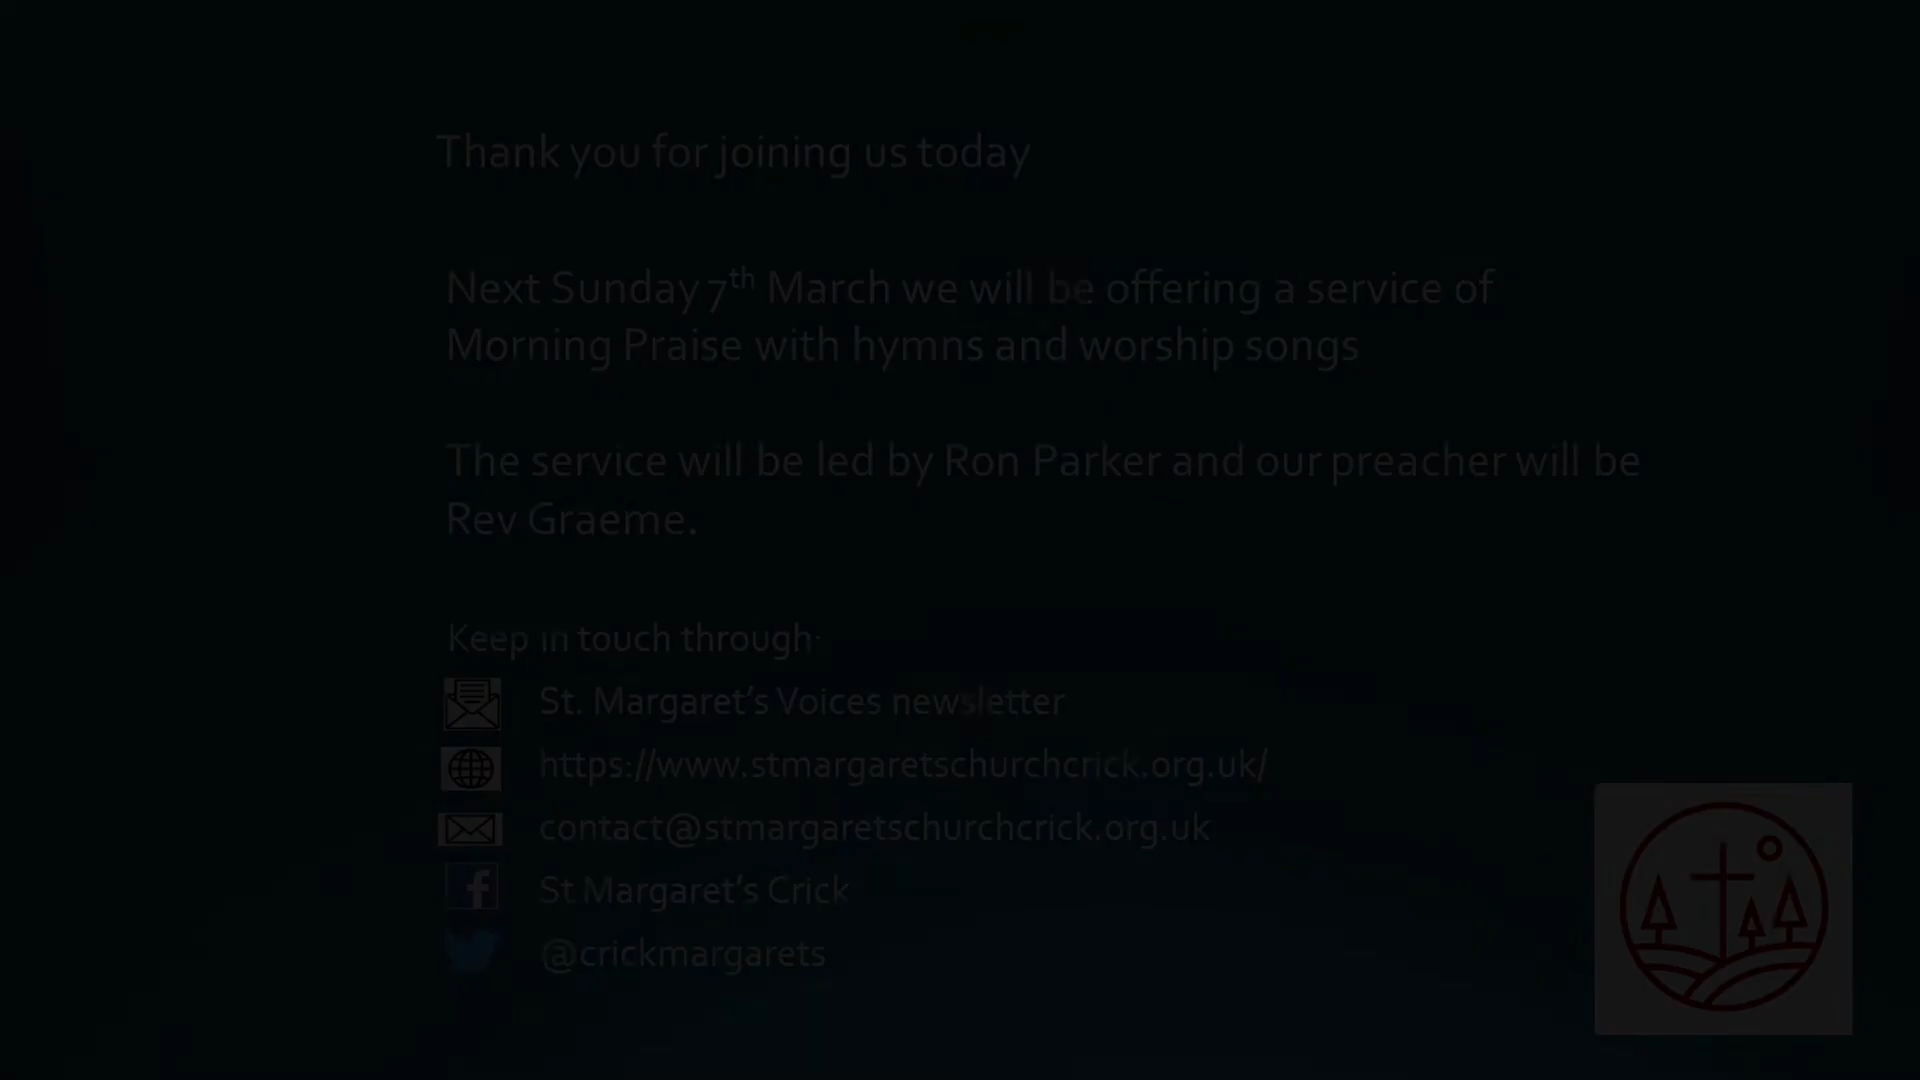 Thank you for joining us today
Next Sunday 7th March we will be offering a service of
Morning Praise with hymns and worship songs
The service will be led by Ron Parker and our preacher will be
Rev Graeme.
Keep in touch through:
St. Margaret's Voices newsletter
https://www.stmargaretschurchcrick.org.uk/
contact@stmargaretschurchcrick.org.uk
St Margaret's Crick
@crickmargarets